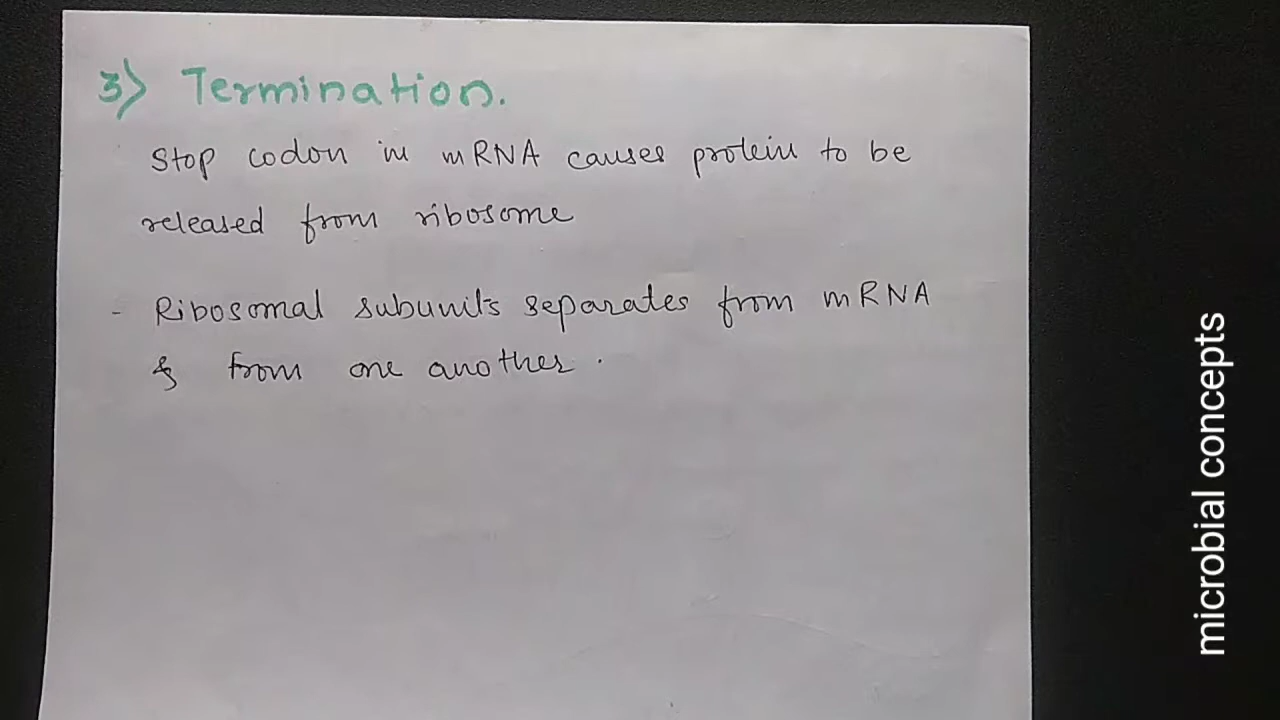 3) Termination.
Stop codon in mRNA causes protein to be
released from ribosome
- Ribosomal subunits separates from mRNA
& from one another.
microbial concepts